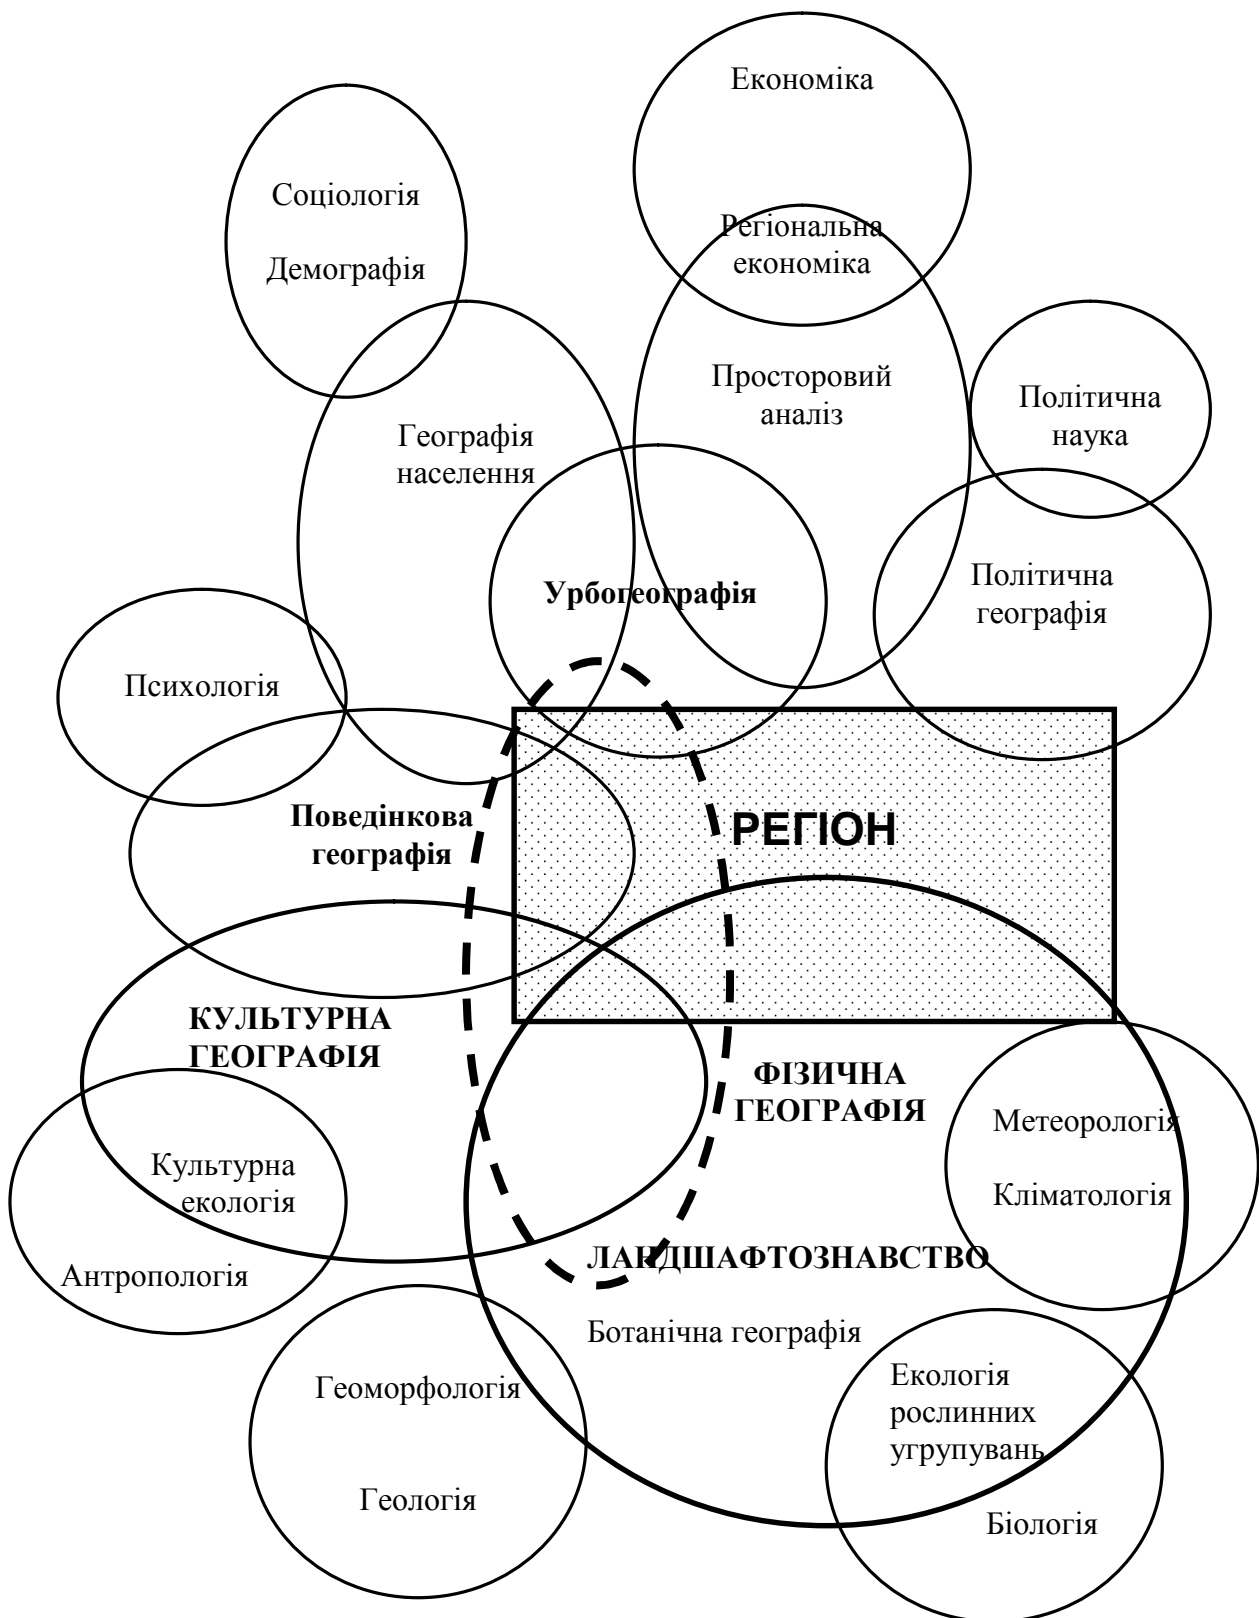 Економіка
Соціологія
Демографія
Регіональна
економіка
Просторовий
аналіз
Політична
наука
Географія
населення
Урбогеографія
Політична
географія
Психологія
Поведінкова
географія
РЕГІОН
КУЛЬТУРНА
ГЕОГРАФІЯ
ФІЗИЧНА
ГЕОГРАФІЯ
Метеорологія
Кліматологія
Культурна
екологія
Антропологія
ЛАНДШАФТОЗНАВСТВО
Ботанічна географія
Геоморфологія
Геологія
Екологія
рослинних
угрупувань
Біологія